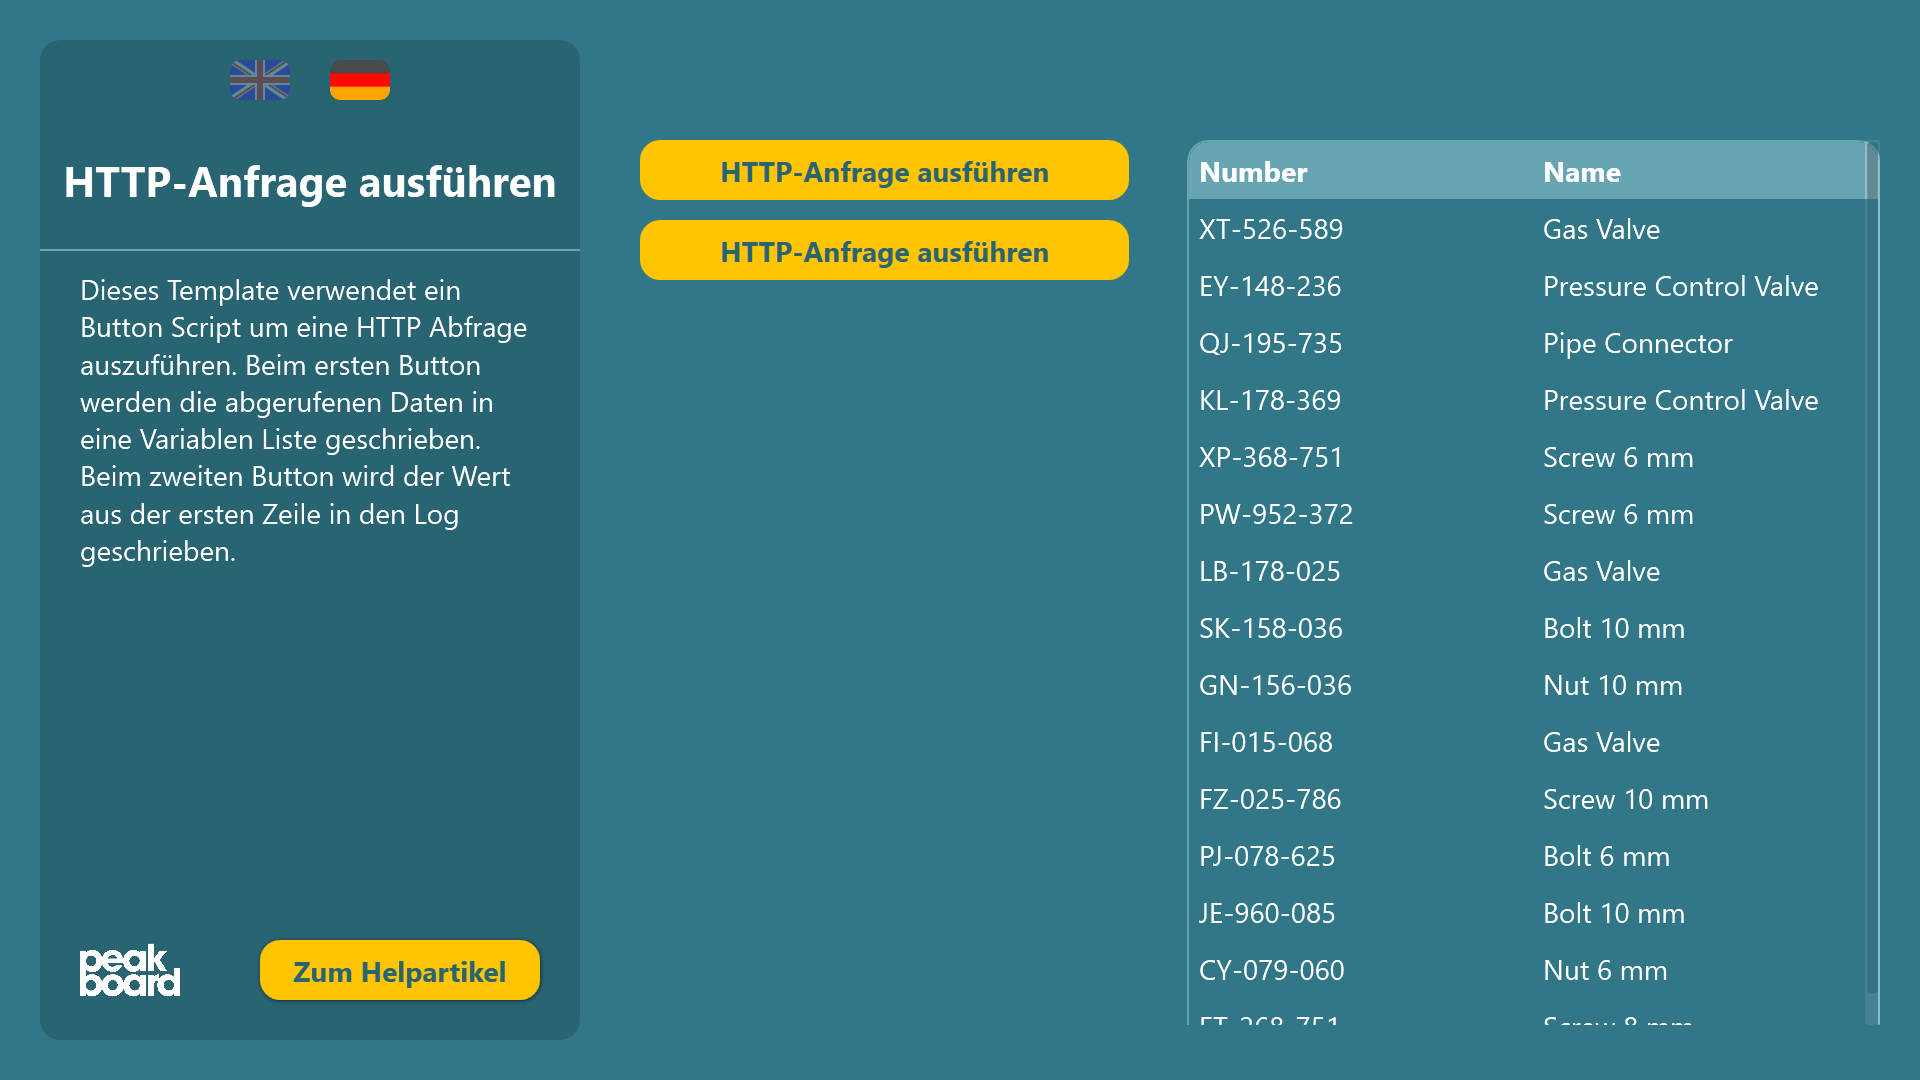 HTTP-Anfrage ausführen
Dieses Template verwendet ein
Button Script um eine HTTP Abfrage
auszuführen. Beim ersten Button
werden die abgerufenen Daten in
eine Variablen Liste geschrieben.
Beim zweiten Button wird der Wert
aus der ersten Zeile in den Log
geschrieben.
peak
board
Zum Helpartikel
HTTP-Anfrage ausführen
HTTP-Anfrage ausführen
Number Name
XT-526-589 Gas Valve
EY-148-236 Pressure Control Valve
QJ-195-735 Pipe Connector
KL-178-369 Pressure Control Valve
XP-368-751 Screw 6 mm
PW-952-372 Screw 6 mm
LB-178-025 Gas Valve
SK-158-036 Bolt 10 mm
GN-156-036 Nut 10 mm
FI-015-068 Gas Valve
FZ-025-786 Screw 10 mm
PJ-078-625 Bolt 6 mm
JE-960-085 Bolt 10 mm
CY-079-060 Nut 6 mm
Screw 8 mm